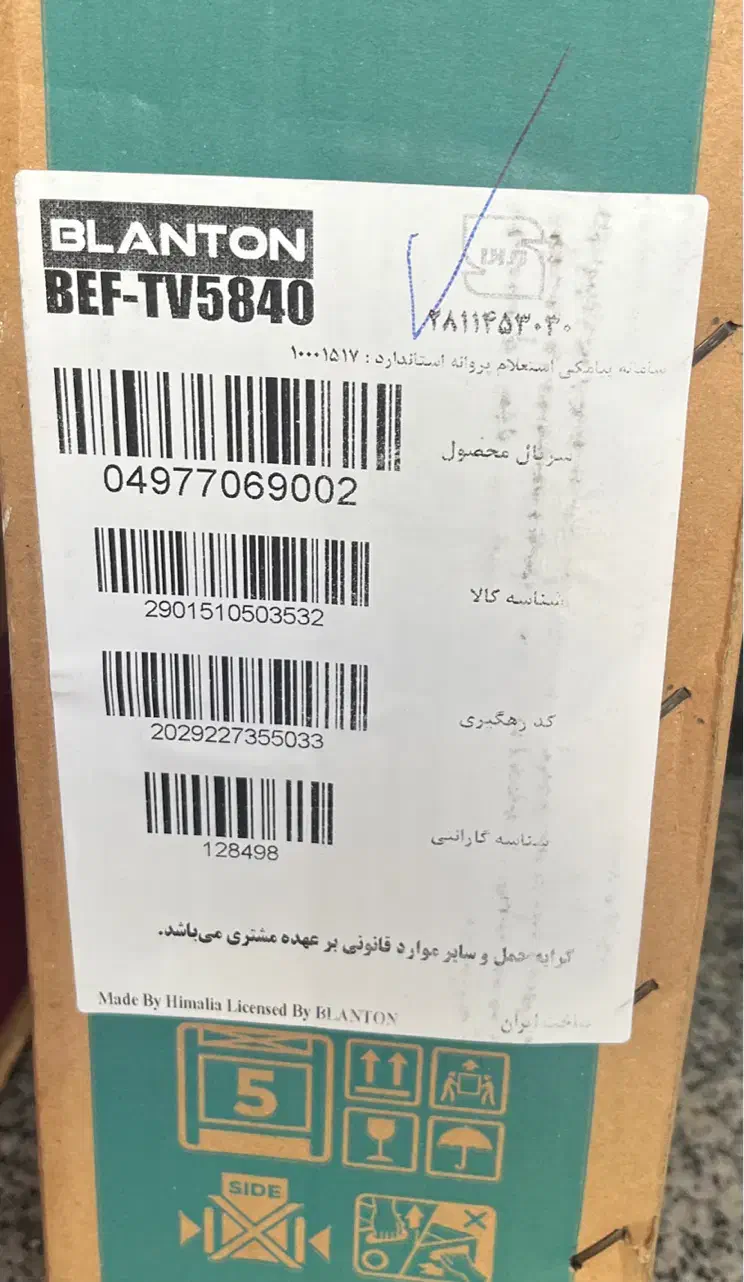 BLANTON
BEF-TV5840
۲۸۱۱۴۵۳۰۳۰
سامانه پیامکی استعلام پروانه استاندارد : ۱۰۰۰۱۵۱۷
سریال محصول
04977069002
شناسه کالا
2901510503532
کد رهگیری
2029227355033
شناسه گارانتی
128498
کرایه حمل و سایر موارد قانونی بر عهده مشتری می‌باشد.
Made By Himalia Licensed By BLANTON
ساخت ایران
5
SIDE